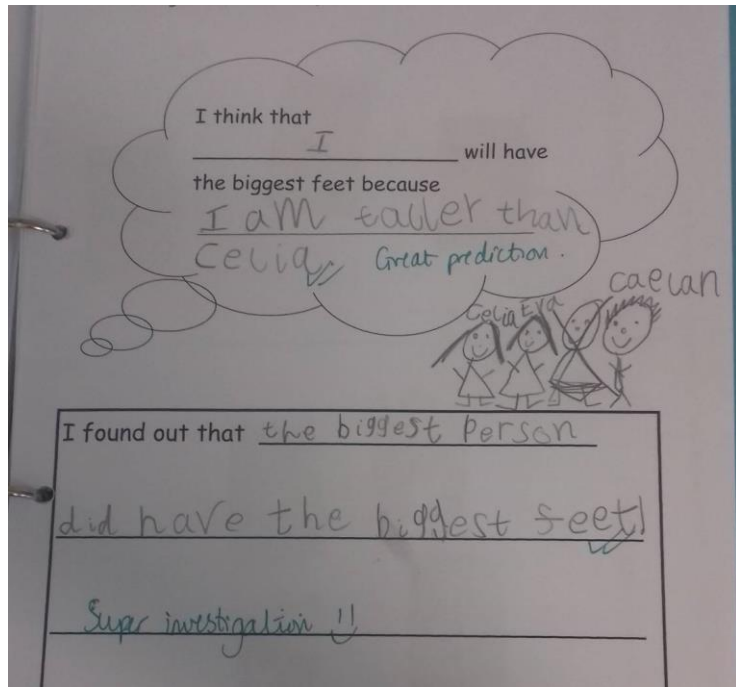 I think that
I will have
the biggest feet because
I am taller than
Celia Great prediction.
Celia Eva caelan
I found out that the biggest Person
did have the biggest feet!
Super investigation !!